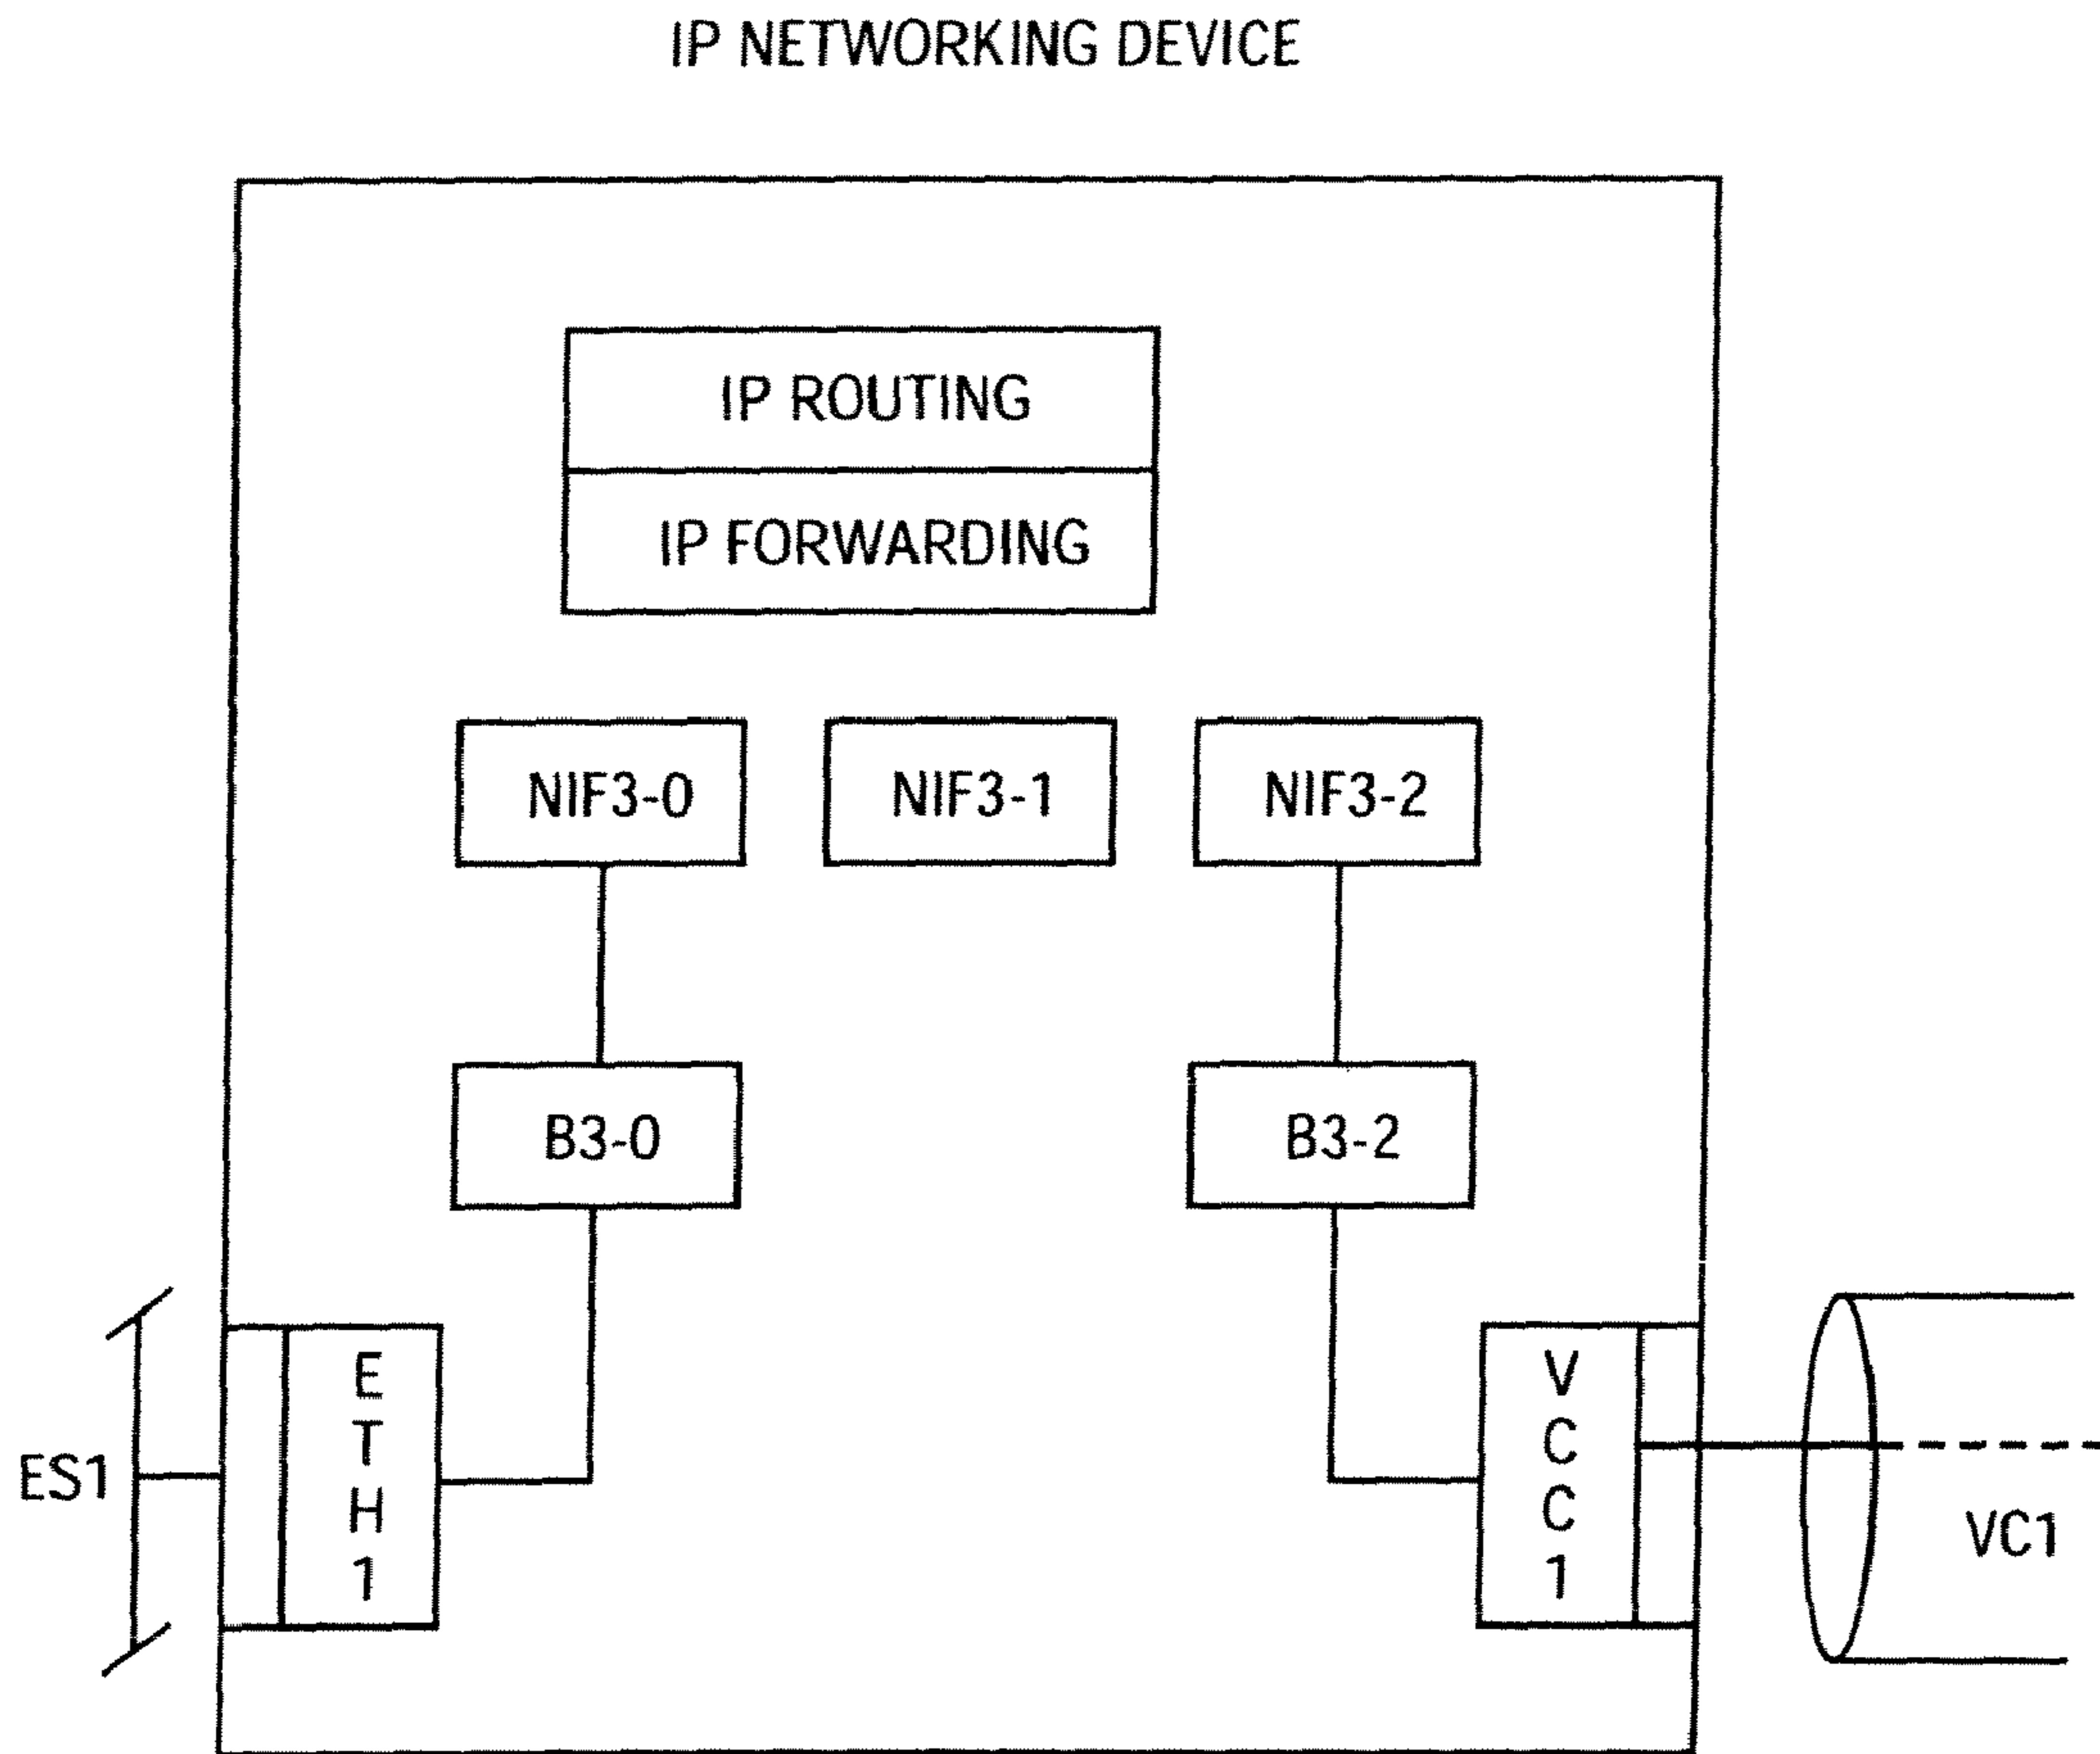 IP NETWORKING DEVICE
IP ROUTING
IP FORWARDING
NIF3-0
NIF3-1
NIF3-2
B3-0
B3-2
ETH1
VCC1
ES1
VC1